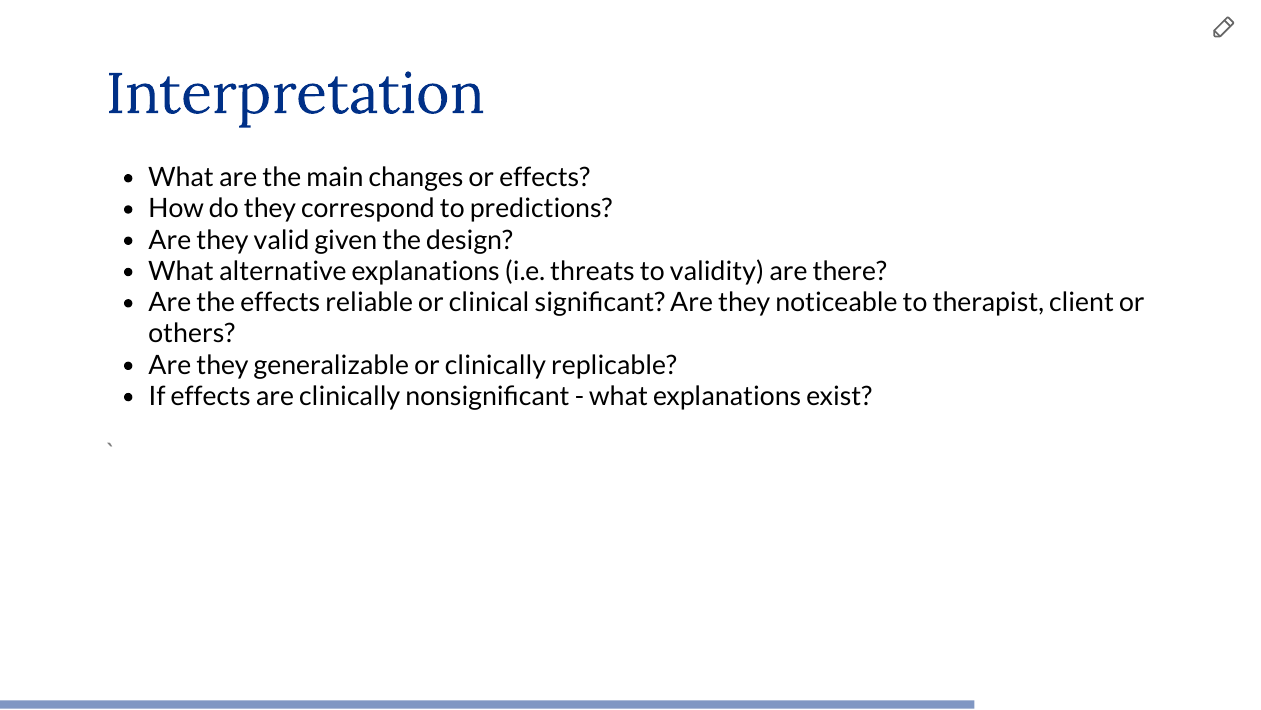 Interpretation
• What are the main changes or effects?
• How do they correspond to predictions?
• Are they valid given the design?
• What alternative explanations (i.e. threats to validity) are there?
• Are the effects reliable or clinical significant? Are they noticeable to therapist, client or
others?
• Are they generalizable or clinically replicable?
• If effects are clinically nonsignificant - what explanations exist?
`